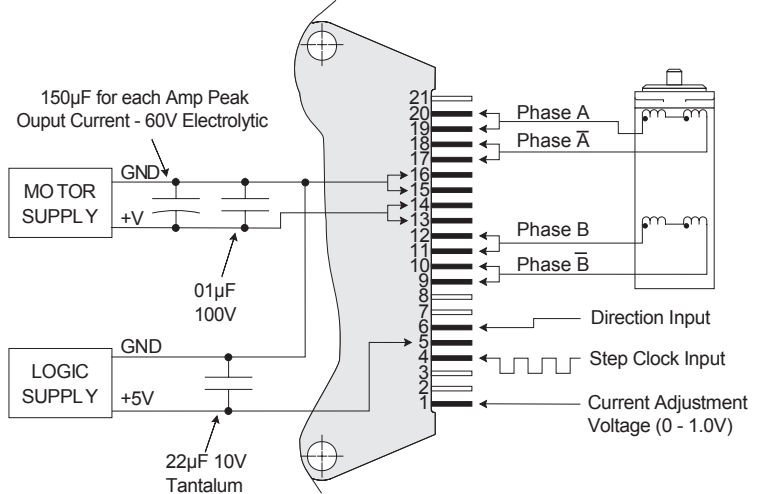 150µF for each Amp Peak
Ouput Current - 60V Electrolytic
MOTOR
SUPPLY
GND
+V
01µF
100V
LOGIC
SUPPLY
GND
+5V
22µF 10V
Tantalum
21
20
19
18
17
16
15
14
13
12
11
10
9
8
7
6
5
4
3
2
1
Phase A
Phase A̅
Phase B
Phase B̅
Direction Input
Step Clock Input
Current Adjustment
Voltage (0 - 1.0V)